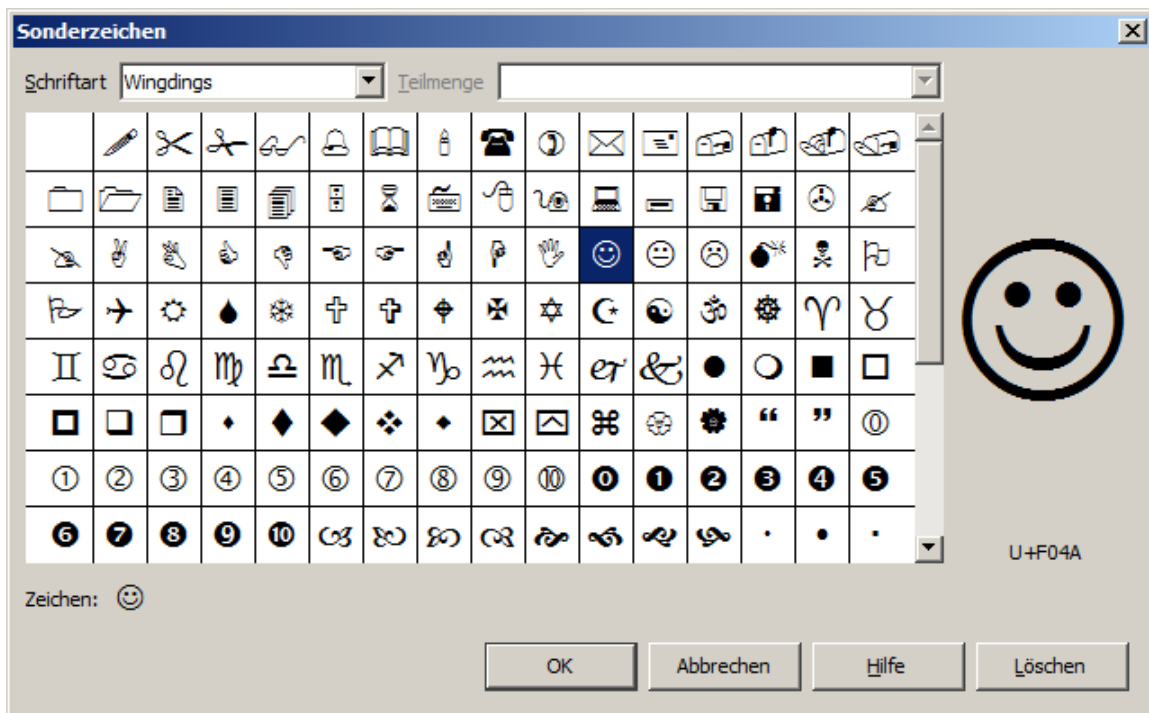 Sonderzeichen
Schriftart Wingdings Teilmenge
U+F04A
Zeichen: ☺
OK Abbrechen Hilfe Löschen